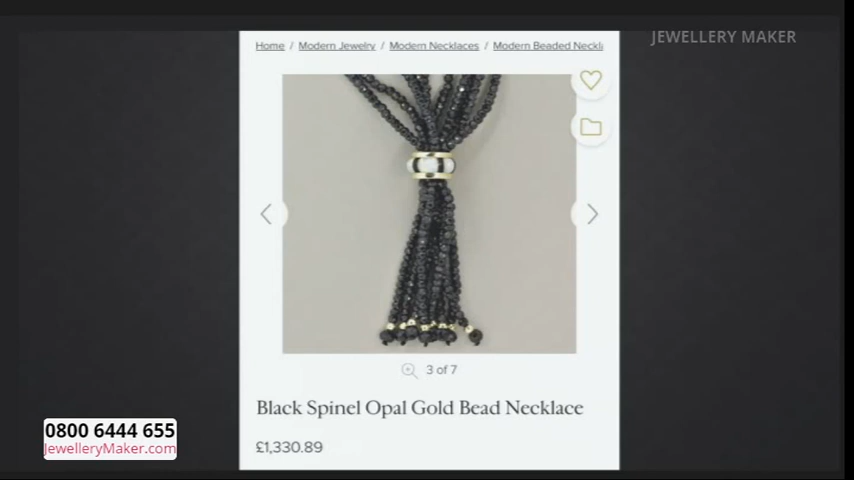 JEWELLERY MAKER
Home / Modern Jewelry / Modern Necklaces / Modern Beaded Neckl
3 of 7
Black Spinel Opal Gold Bead Necklace
£1,330.89
0800 6444 655
JewelleryMaker.com